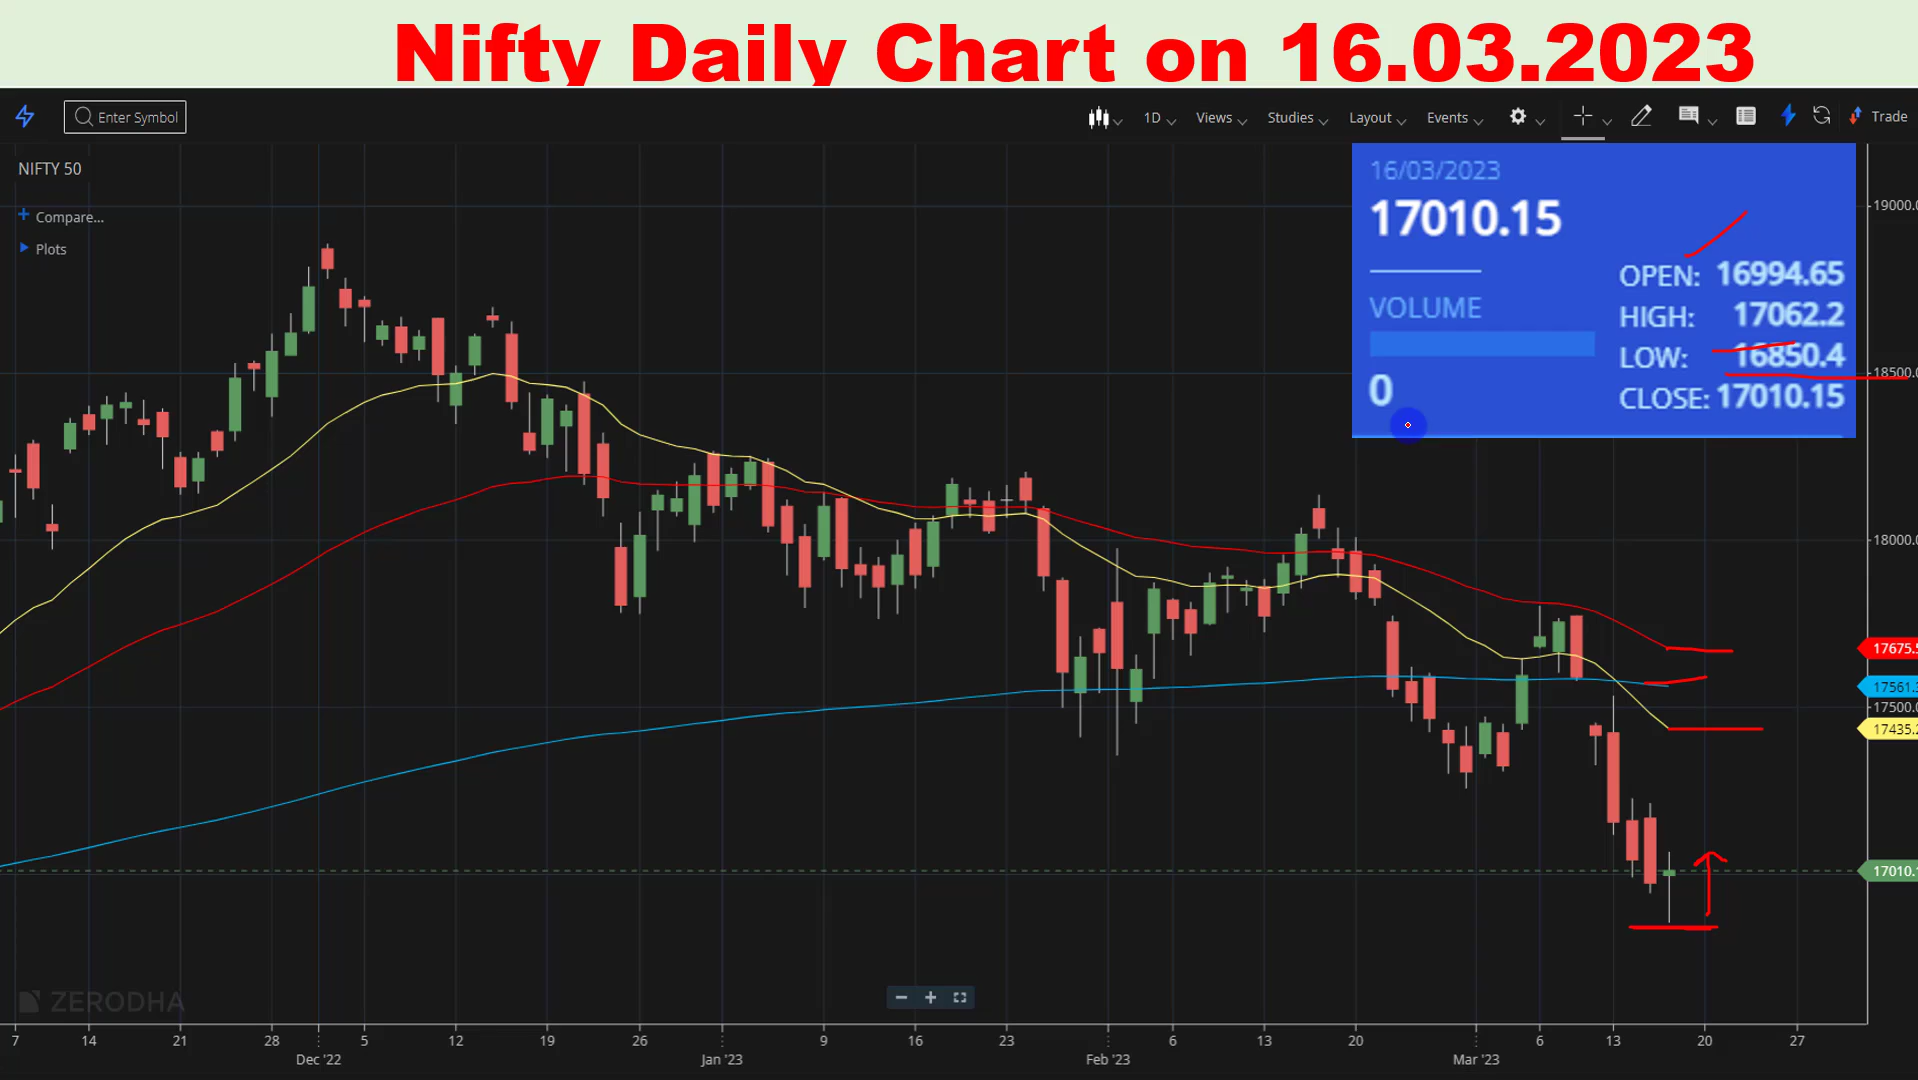 Nifty Daily Chart on 16.03.2023
Enter Symbol
1D Views Studies Layout Events Trade
NIFTY 50
Compare...
Plots
16/03/2023
17010.15
VOLUME
0
OPEN: 16994.65
HIGH: 17062.2
LOW: 16850.4
CLOSE: 17010.15
19000.
18500.
18000.
17675.5
17561.
17500.
17435.2
17010.
ZERODHA
7 14 21 28 5 12 19 26 9 16 23 6 13 20 6 13 20 27
Dec '22 Jan '23 Feb '23 Mar '23